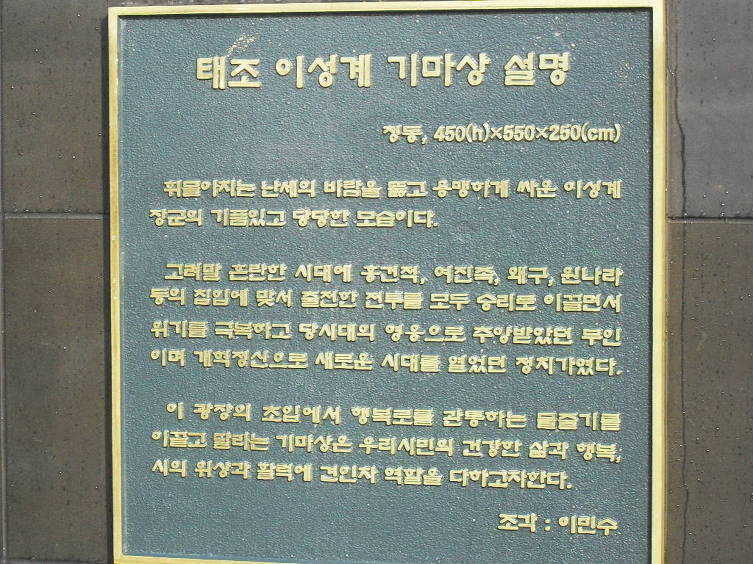 태조 이성계 기마상 설명
청동, 450(h)×550×250(cm)
휘몰아치는 난세의 바람을 뚫고 용맹하게 싸운 이성계
장군의 기품있고 당당한 모습이다.
고려말 혼란한 시대에 홍건적, 여진족, 왜구, 원나라
등의 침입에 맞서 출전한 전투를 모두 승리로 이끌면서
위기를 극복하고 당시대의 영웅으로 추앙받았던 무인
이며 개혁정신으로 새로운 시대를 열었던 정치가였다.
이 광장의 초입에서 행복로를 관통하는 물줄기를
이끌고 달리는 기마상은 우리시민의 건강한 삶과 행복,
시의 위상과 활력에 견인차 역할을 다하고자한다.
조각 : 이민수